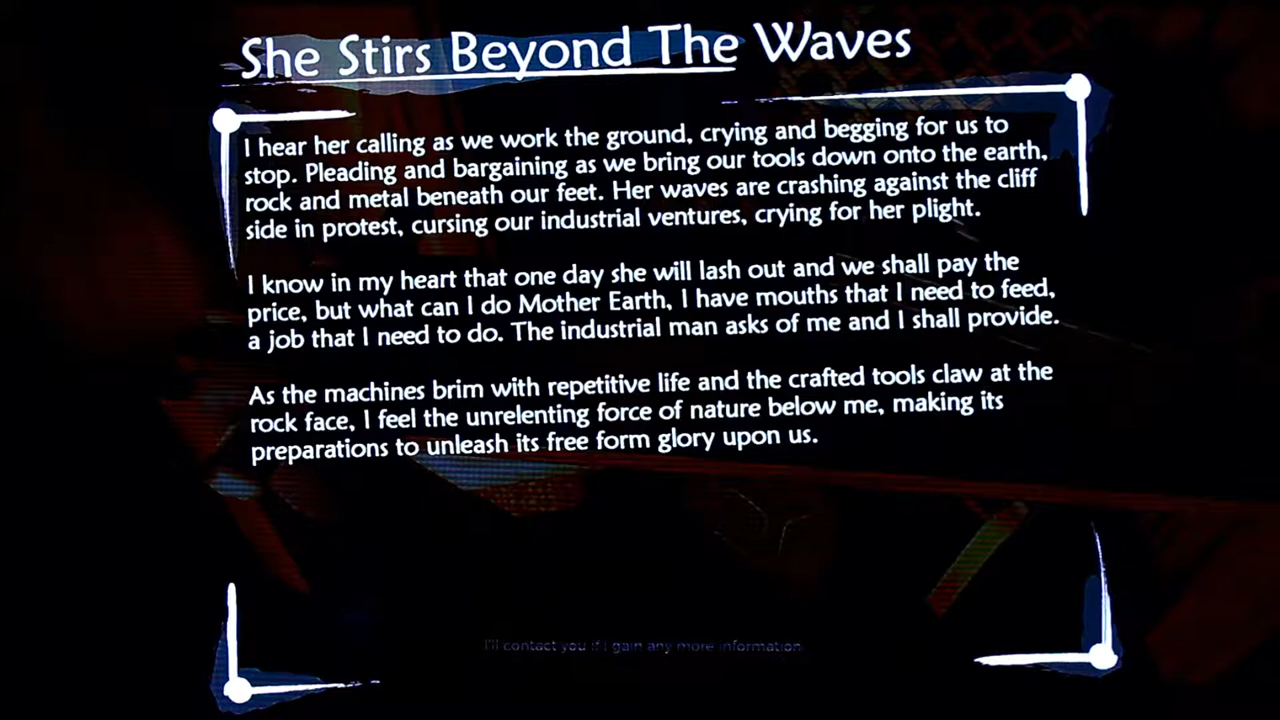 She Stirs Beyond The Waves
I hear her calling as we work the ground, crying and begging for us to
stop. Pleading and bargaining as we bring our tools down onto the earth,
rock and metal beneath our feet. Her waves are crashing against the cliff
side in protest, cursing our industrial ventures, crying for her plight.
I know in my heart that one day she will lash out and we shall pay the
price, but what can I do Mother Earth, I have mouths that I need to feed,
a job that I need to do. The industrial man asks of me and I shall provide.
As the machines brim with repetitive life and the crafted tools claw at the
rock face, I feel the unrelenting force of nature below me, making its
preparations to unleash its free form glory upon us.
I'll contact you if I gain any more information